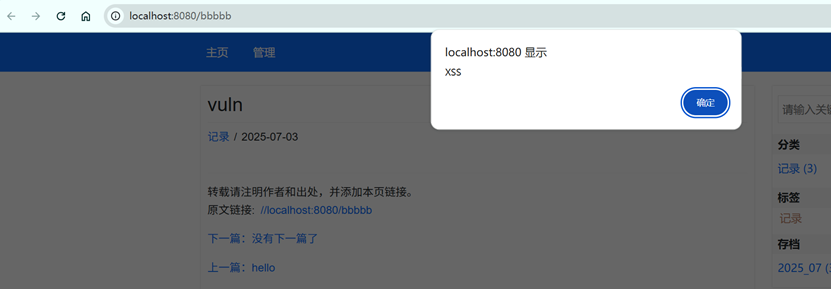 localhost:8080/bbbbb
主页 管理
localhost:8080 显示
XSS
确定
vuln
记录 / 2025-07-03
转载请注明作者和出处，并添加本页链接。
原文链接: //localhost:8080/bbbbb
下一篇：没有下一篇了
上一篇：hello
请输入关
分类
记录 (3)
标签
记录
存档
2025_07 (